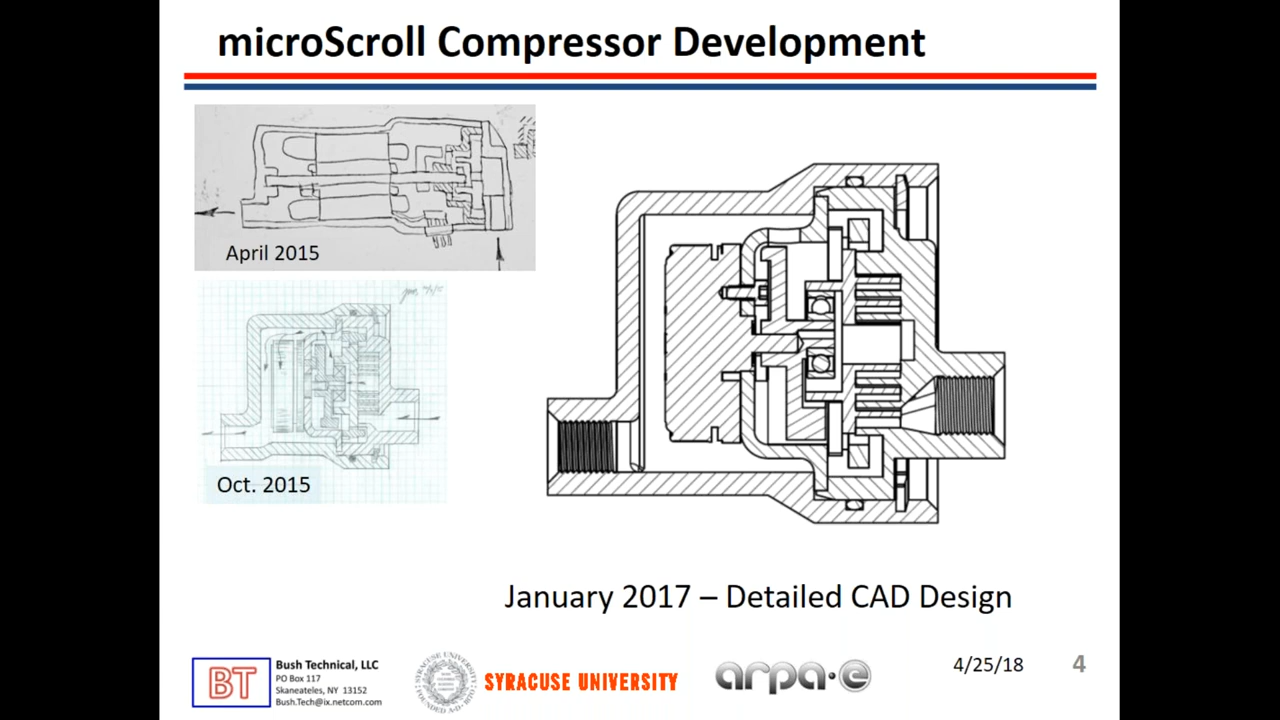 microScroll Compressor Development
April 2015
Oct. 2015
January 2017 – Detailed CAD Design
BT
Bush Technical, LLC
PO Box 117
Skaneateles, NY 13152
Bush.Tech@ix.netcom.com
SYRACUSE UNIVERSITY
arpa·e
4/25/18
4